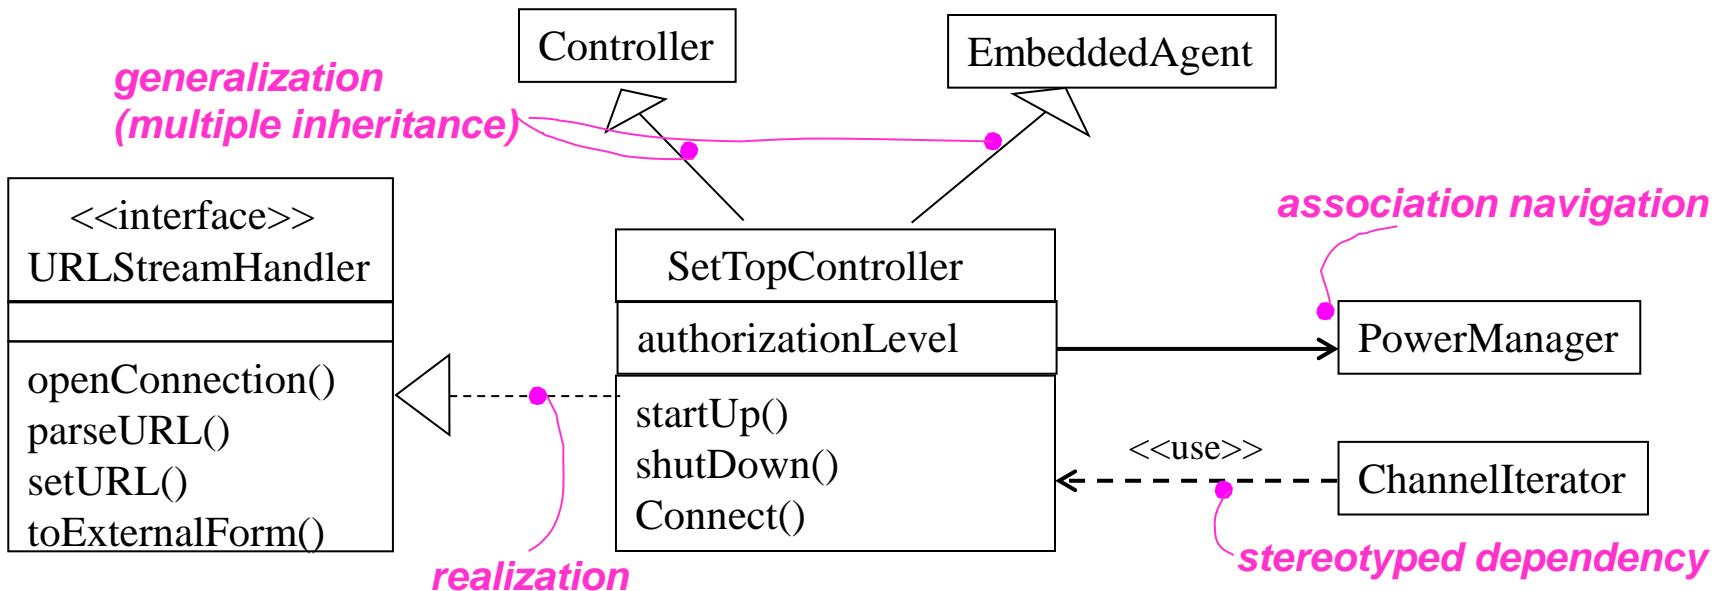 Controller
EmbeddedAgent
generalization
(multiple inheritance)
<<interface>>
URLStreamHandler
openConnection()
parseURL()
setURL()
toExternalForm()
SetTopController
authorizationLevel
startUp()
shutDown()
Connect()
association navigation
PowerManager
<<use>>
ChannelIterator
stereotyped dependency
realization